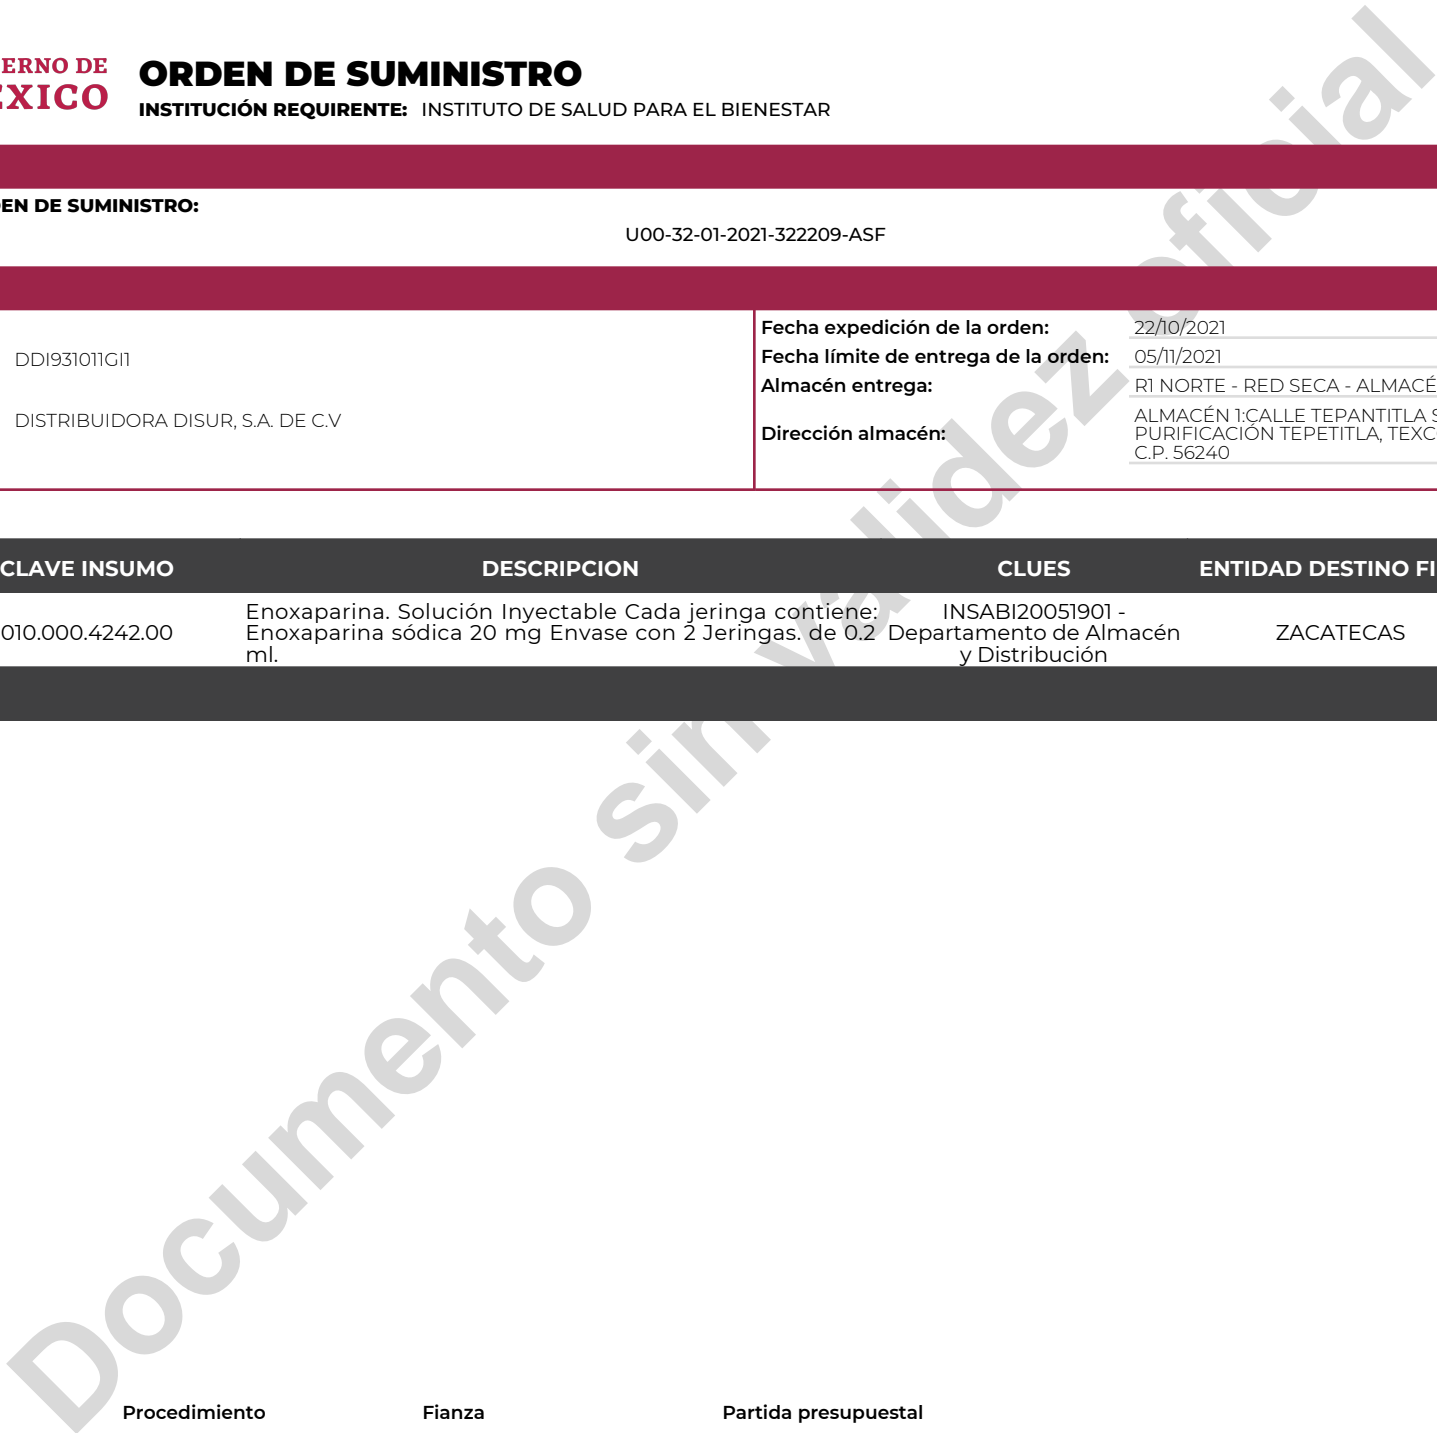 ERNO DE
EXICO
ORDEN DE SUMINISTRO
INSTITUCIÓN REQUIRENTE: INSTITUTO DE SALUD PARA EL BIENESTAR
EN DE SUMINISTRO:
U00-32-01-2021-322209-ASF
DDI931011GI1
DISTRIBUIDORA DISUR, S.A. DE C.V
Fecha expedición de la orden: 22/10/2021
Fecha límite de entrega de la orden: 05/11/2021
Almacén entrega: R1 NORTE - RED SECA - ALMACÉ
Dirección almacén:
ALMACÉN 1:CALLE TEPANTITLA S
PURIFICACIÓN TEPETITLA, TEXC
C.P. 56240
CLAVE INSUMO DESCRIPCION CLUES ENTIDAD DESTINO FI
010.000.4242.00
Enoxaparina. Solución Inyectable Cada jeringa contiene:
Enoxaparina sódica 20 mg Envase con 2 Jeringas. de 0.2
ml.
INSABI20051901 -
Departamento de Almacén
y Distribución
ZACATECAS
Documento sin validez oficial
Procedimiento Fianza Partida presupuestal